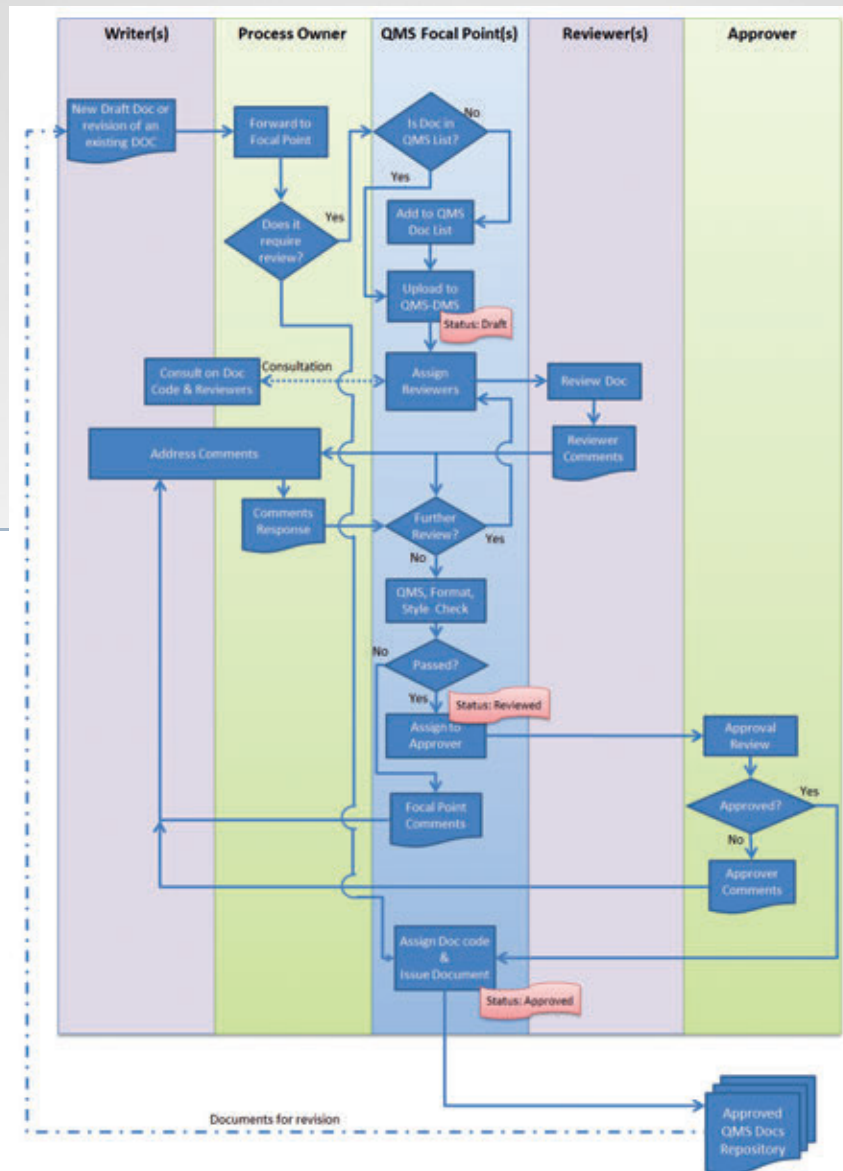 Writer(s)
Process Owner
QMS Focal Point(s)
Reviewer(s)
Approver
New Draft Doc or
revision of an
existing DOC
Forward to
Focal Point
Is Doc in
QMS List?
No
Yes
Does it
require
review?
Yes
Add to QMS
Doc List
Upload to
QMS-DMS
Status: Draft
Consult on Doc
Code & Reviewers
Consultation
Assign
Reviewers
Review Doc
Reviewer
Comments
Address Comments
Comments
Response
Further
Review?
Yes
No
QMS, Format,
Style Check
No
Passed?
Yes
Status: Reviewed
Assign to
Approver
Approval
Review
Approved?
Yes
No
Focal Point
Comments
Approver
Comments
Assign Doc code
&
Issue Document
Status: Approved
Documents for revision
Approved
QMS Docs
Repository